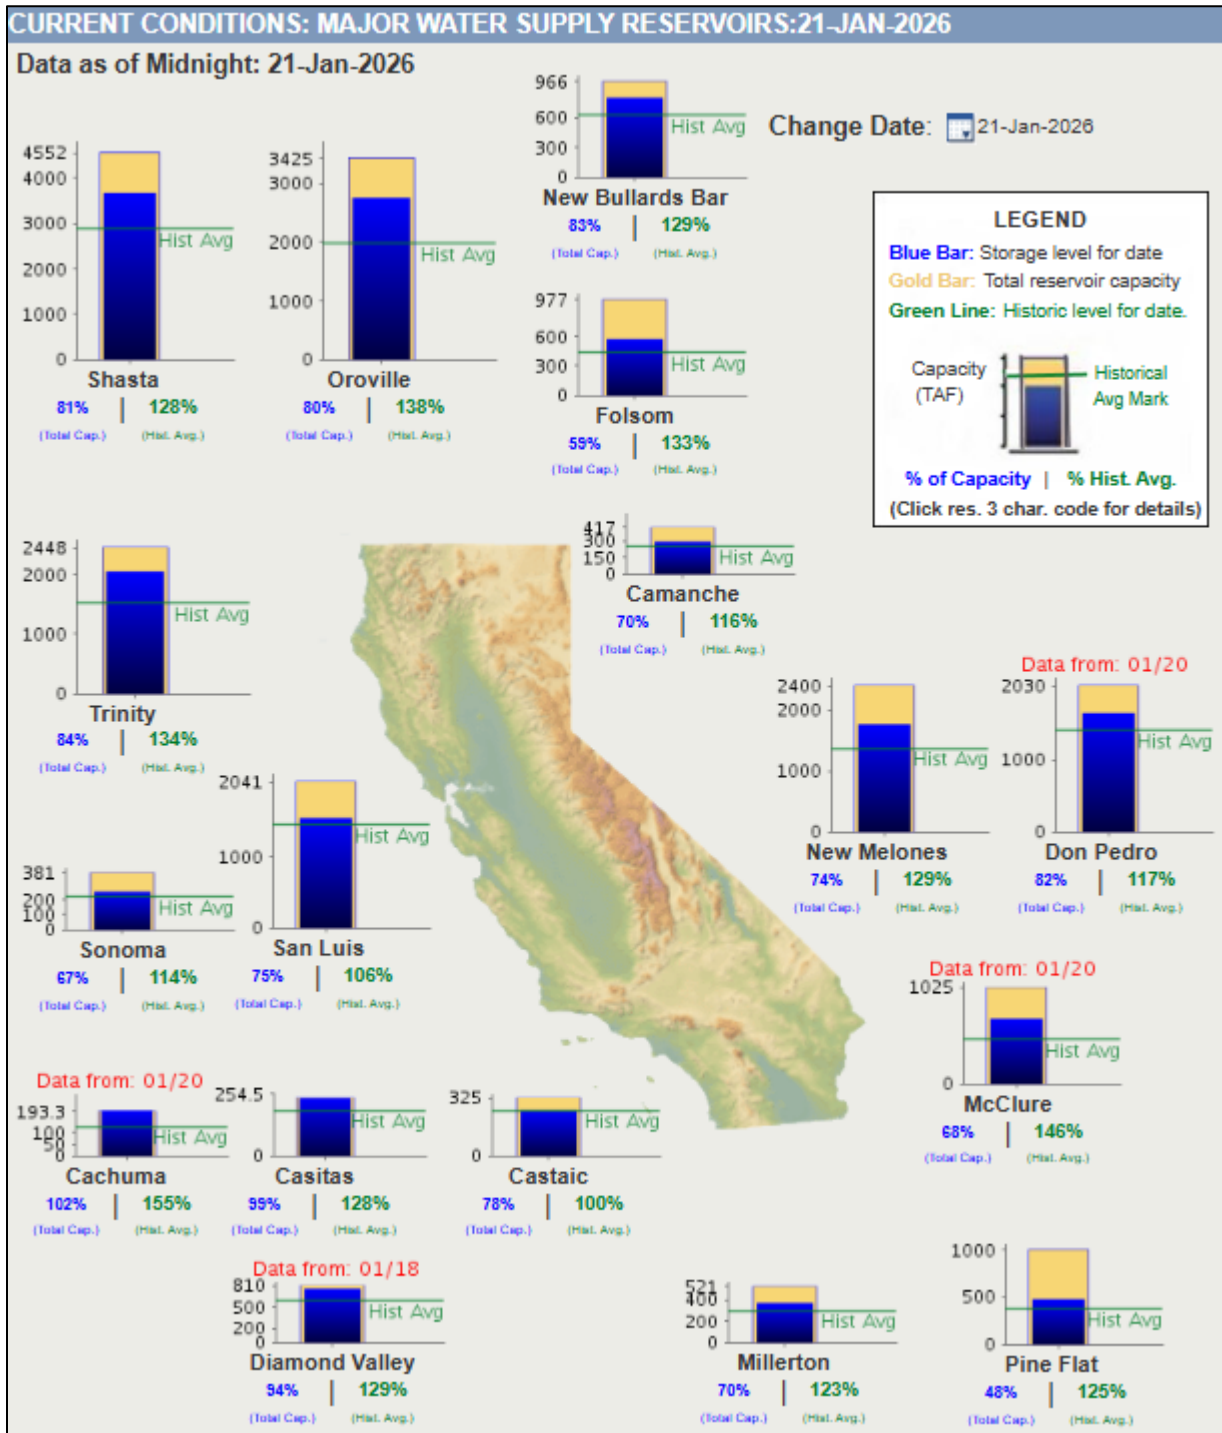 CURRENT CONDITIONS: MAJOR WATER SUPPLY RESERVOIRS:21-JAN-2026
Data as of Midnight: 21-Jan-2026
Change Date: 21-Jan-2026
966
600
300
0
Hist Avg
New Bullards Bar
83% | 129%
(Total Cap.) (Hist. Avg.)
4552
4000
3000
2000
1000
0
Hist Avg
Shasta
81% | 128%
(Total Cap.) (Hist. Avg.)
3425
3000
2000
1000
0
Hist Avg
Oroville
80% | 138%
(Total Cap.) (Hist. Avg.)
977
600
300
0
Hist Avg
Folsom
59% | 133%
(Total Cap.) (Hist. Avg.)
LEGEND
Blue Bar: Storage level for date
Gold Bar: Total reservoir capacity
Green Line: Historic level for date.
Capacity
(TAF)
Historical
Avg Mark
% of Capacity | % Hist. Avg.
(Click res. 3 char. code for details)
2448
2000
1000
0
Hist Avg
Trinity
84% | 134%
(Total Cap.) (Hist. Avg.)
417
300
150
0
Hist Avg
Camanche
70% | 116%
(Total Cap.) (Hist. Avg.)
2400
2000
1000
0
Hist Avg
New Melones
74% | 129%
(Total Cap.) (Hist. Avg.)
Data from: 01/20
2030
1000
0
Hist Avg
Don Pedro
82% | 117%
(Total Cap.) (Hist. Avg.)
381
200
100
0
Hist Avg
Sonoma
67% | 114%
(Total Cap.) (Hist. Avg.)
2041
1000
0
Hist Avg
San Luis
75% | 106%
(Total Cap.) (Hist. Avg.)
Data from: 01/20
1025
0
Hist Avg
McClure
68% | 146%
(Total Cap.) (Hist. Avg.)
Data from: 01/20
193.3
100
50
0
Hist Avg
Cachuma
102% | 155%
(Total Cap.) (Hist. Avg.)
254.5
0
Hist Avg
Casitas
99% | 128%
(Total Cap.) (Hist. Avg.)
325
0
Hist Avg
Castaic
78% | 100%
(Total Cap.) (Hist. Avg.)
Data from: 01/18
810
500
200
0
Hist Avg
Diamond Valley
94% | 129%
(Total Cap.) (Hist. Avg.)
521
400
200
0
Hist Avg
Millerton
70% | 123%
(Total Cap.) (Hist. Avg.)
1000
500
0
Hist Avg
Pine Flat
48% | 125%
(Total Cap.) (Hist. Avg.)